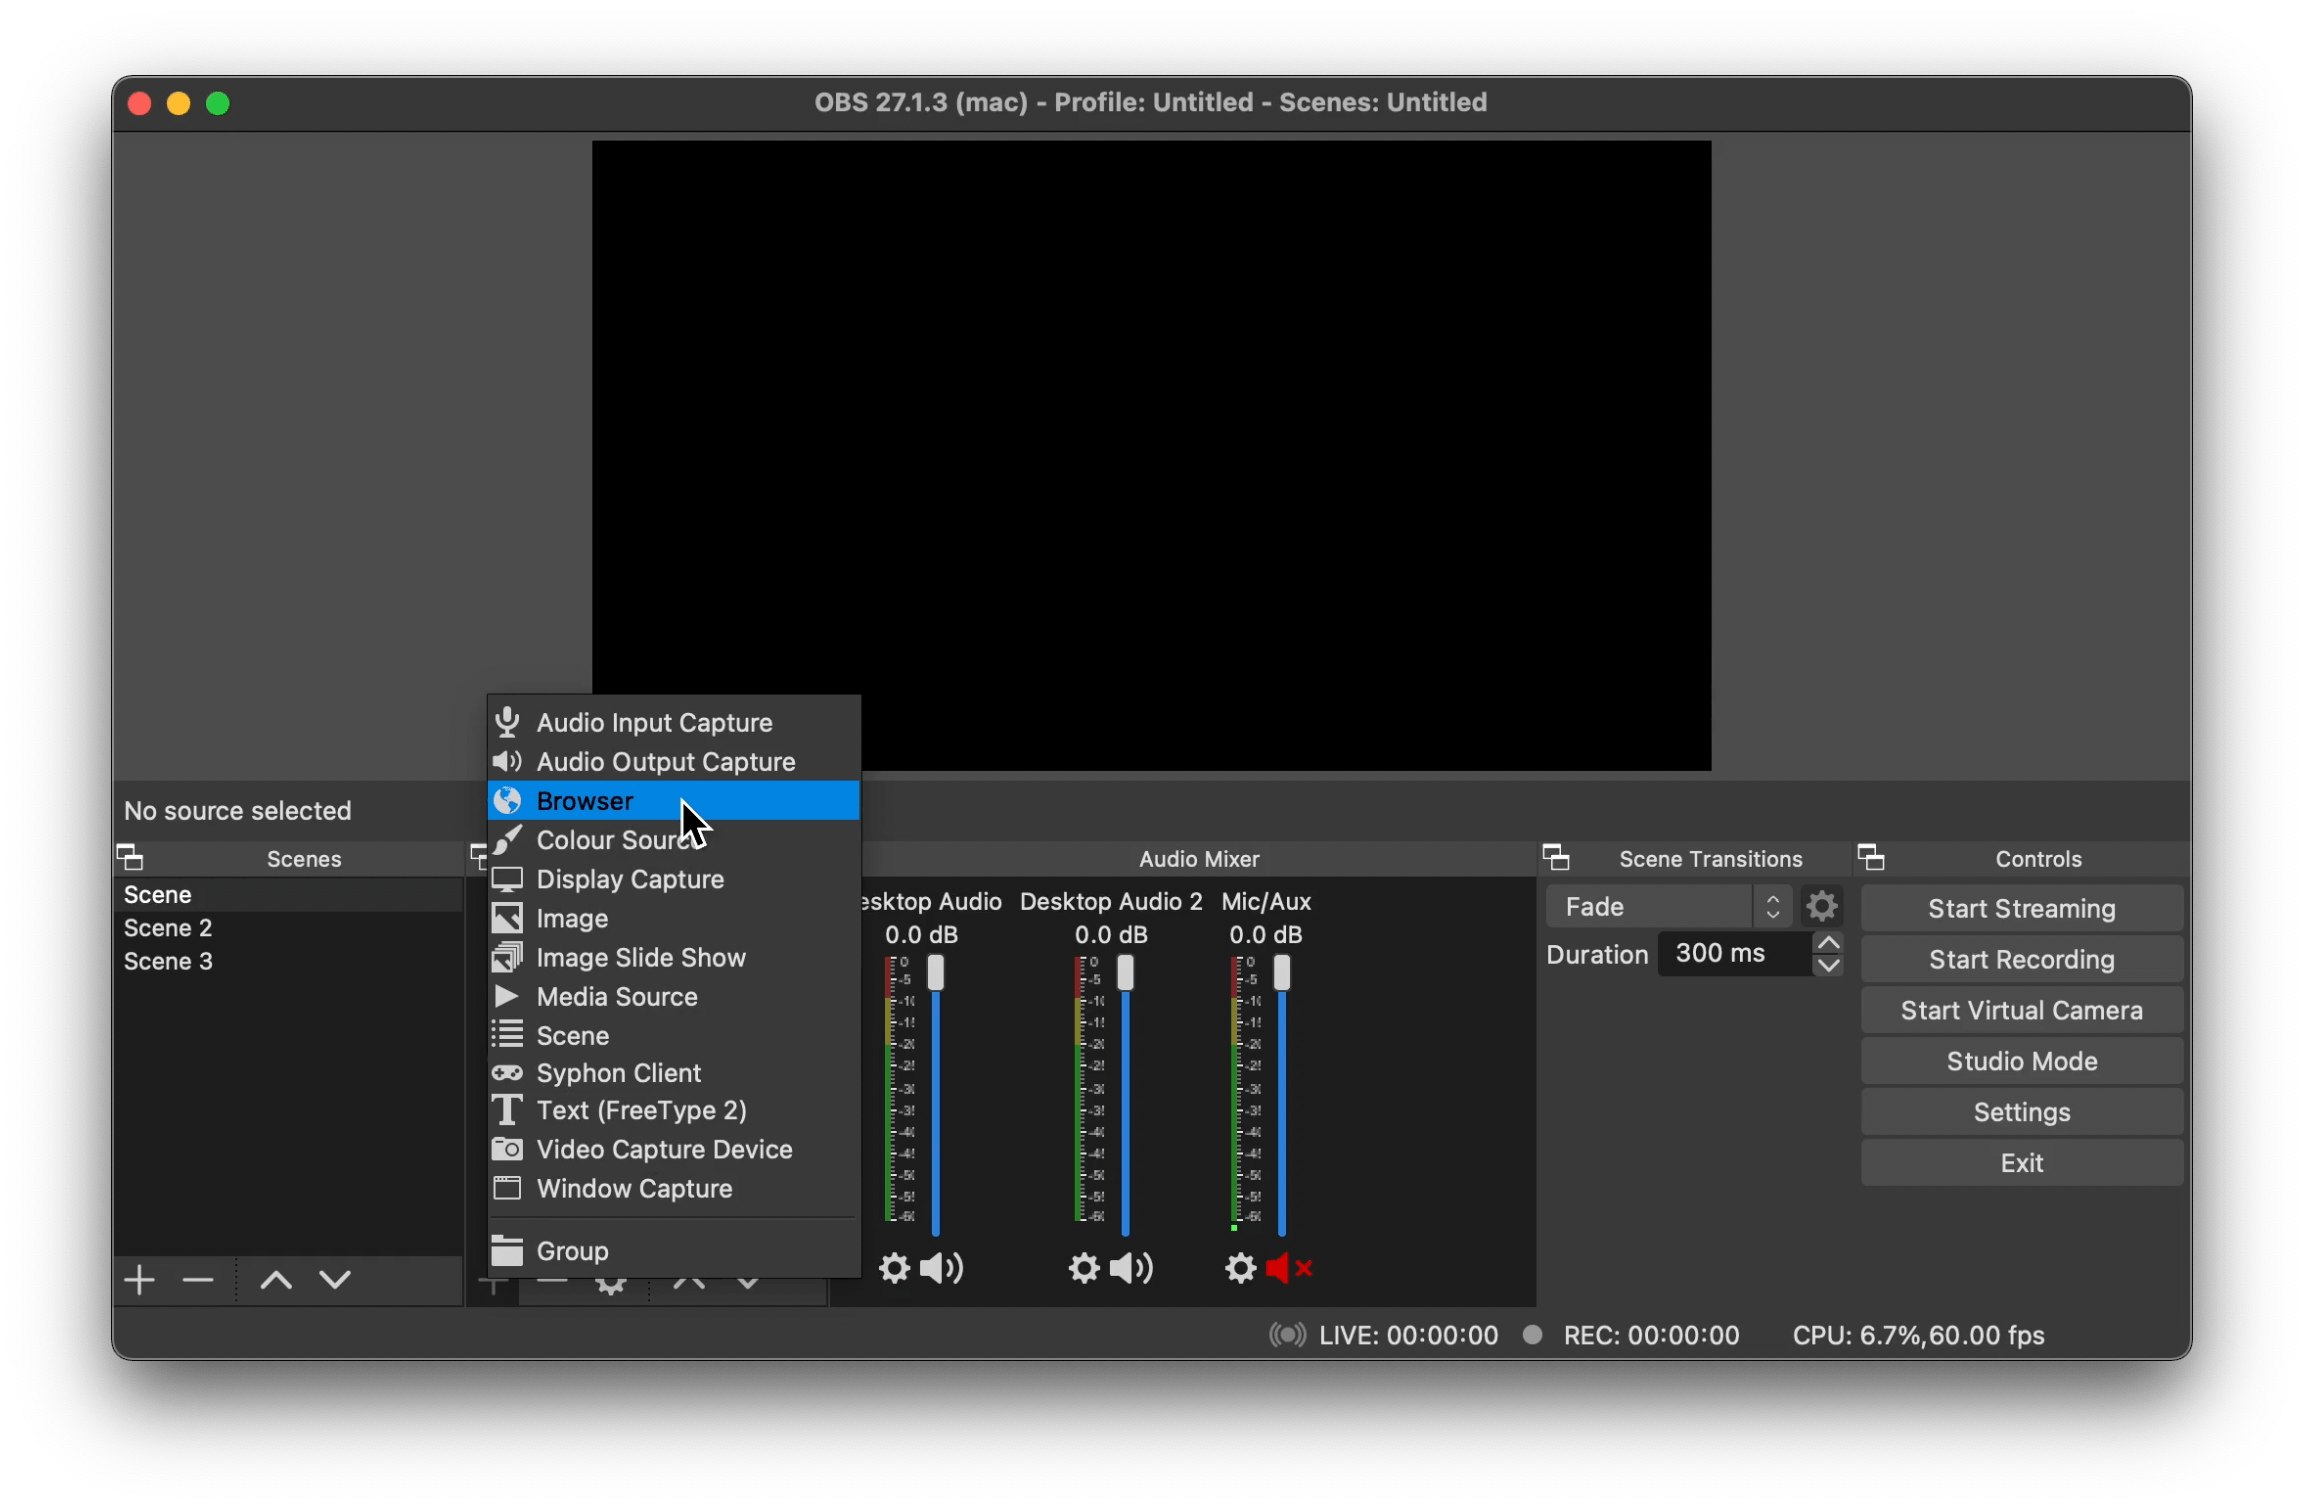 OBS 27.1.3 (mac) - Profile: Untitled - Scenes: Untitled
Audio Input Capture
Audio Output Capture
Browser
Colour Source
Display Capture
Image
Image Slide Show
Media Source
Scene
Syphon Client
Text (FreeType 2)
Video Capture Device
Window Capture
Group
No source selected
Scenes
Scene
Scene 2
Scene 3
Audio Mixer
esktop Audio
0.0 dB
Desktop Audio 2
0.0 dB
Mic/Aux
0.0 dB
Scene Transitions
Fade
Duration 300 ms
Controls
Start Streaming
Start Recording
Start Virtual Camera
Studio Mode
Settings
Exit
LIVE: 00:00:00 REC: 00:00:00 CPU: 6.7%,60.00 fps